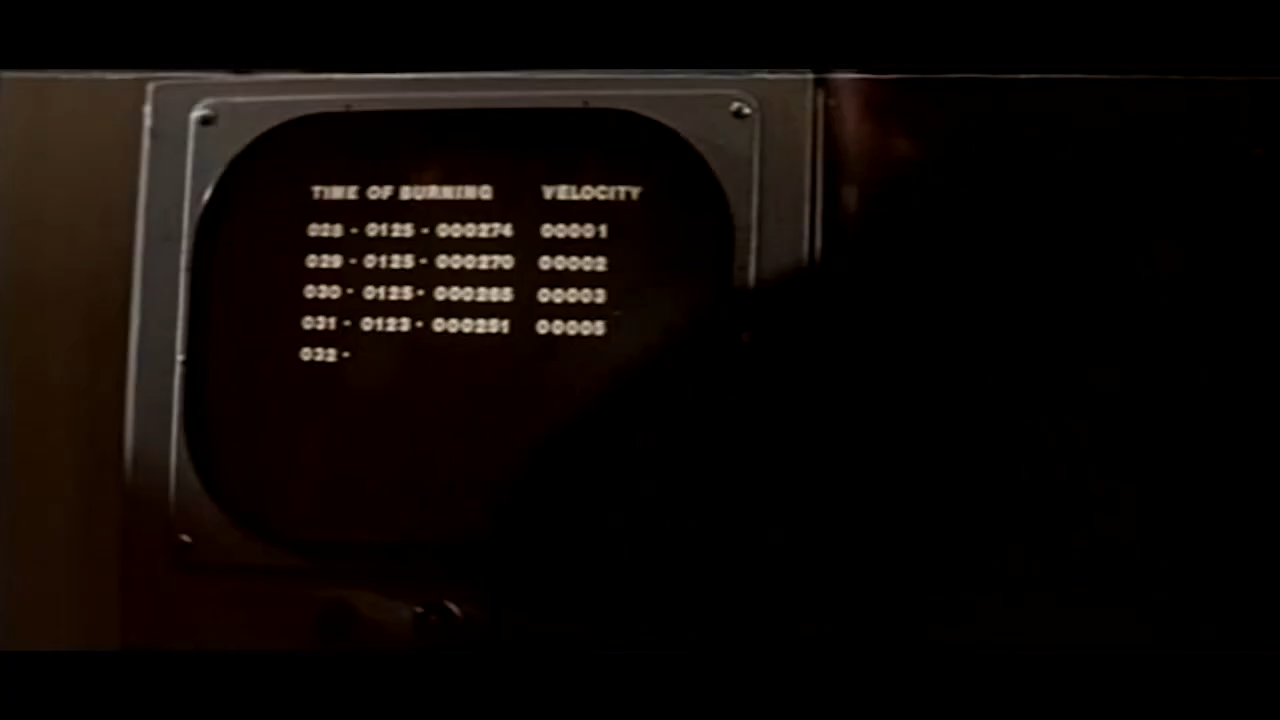 TIME OF BURNING VELOCITY
028 - 0125 - 000274 00001
029 - 0125 - 000270 00002
030 - 0125 - 000265 00003
031 - 0123 - 000251 00005
032 -